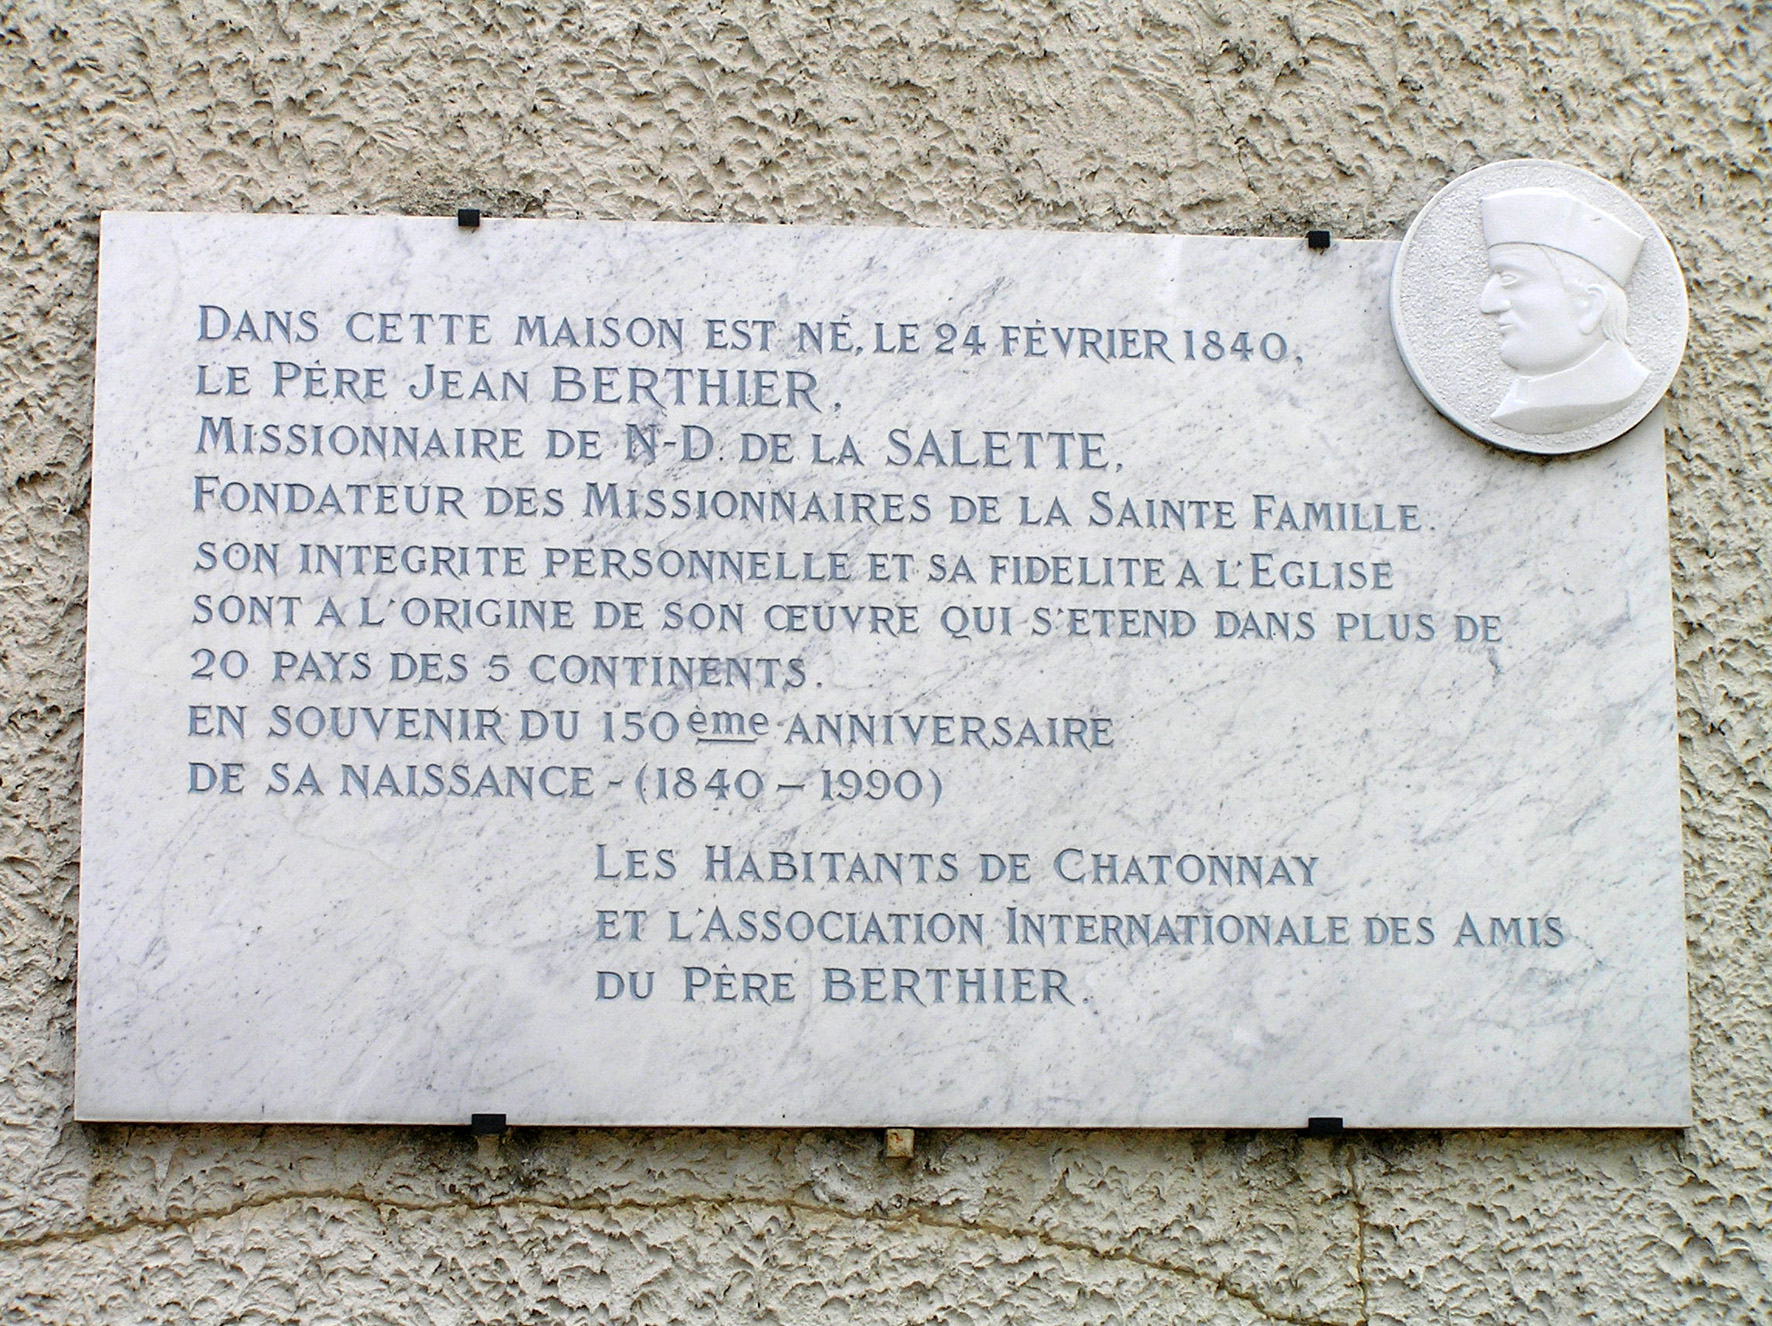 DANS CETTE MAISON EST NÉ, LE 24 FÉVRIER 1840,
LE PÈRE JEAN BERTHIER,
MISSIONNAIRE DE N-D. DE LA SALETTE,
FONDATEUR DES MISSIONNAIRES DE LA SAINTE FAMILLE.
SON INTEGRITE PERSONNELLE ET SA FIDELITE A L'EGLISE
SONT A L'ORIGINE DE SON ŒUVRE QUI S'ETEND DANS PLUS DE
20 PAYS DES 5 CONTINENTS.
EN SOUVENIR DU 150ème ANNIVERSAIRE
DE SA NAISSANCE - (1840 - 1990)
LES HABITANTS DE CHATONNAY
ET L'ASSOCIATION INTERNATIONALE DES AMIS
DU PÈRE BERTHIER.